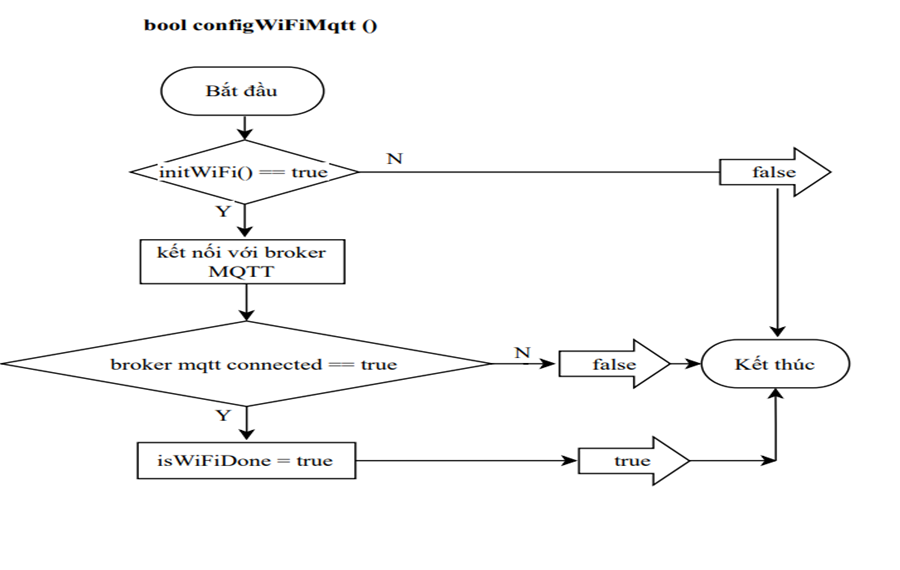 bool configWiFiMqtt ()
Bắt đầu
initWiFi() == true
N
false
Y
kết nối với broker
MQTT
broker mqtt connected == true
N
false
Kết thúc
Y
isWiFiDone = true
true